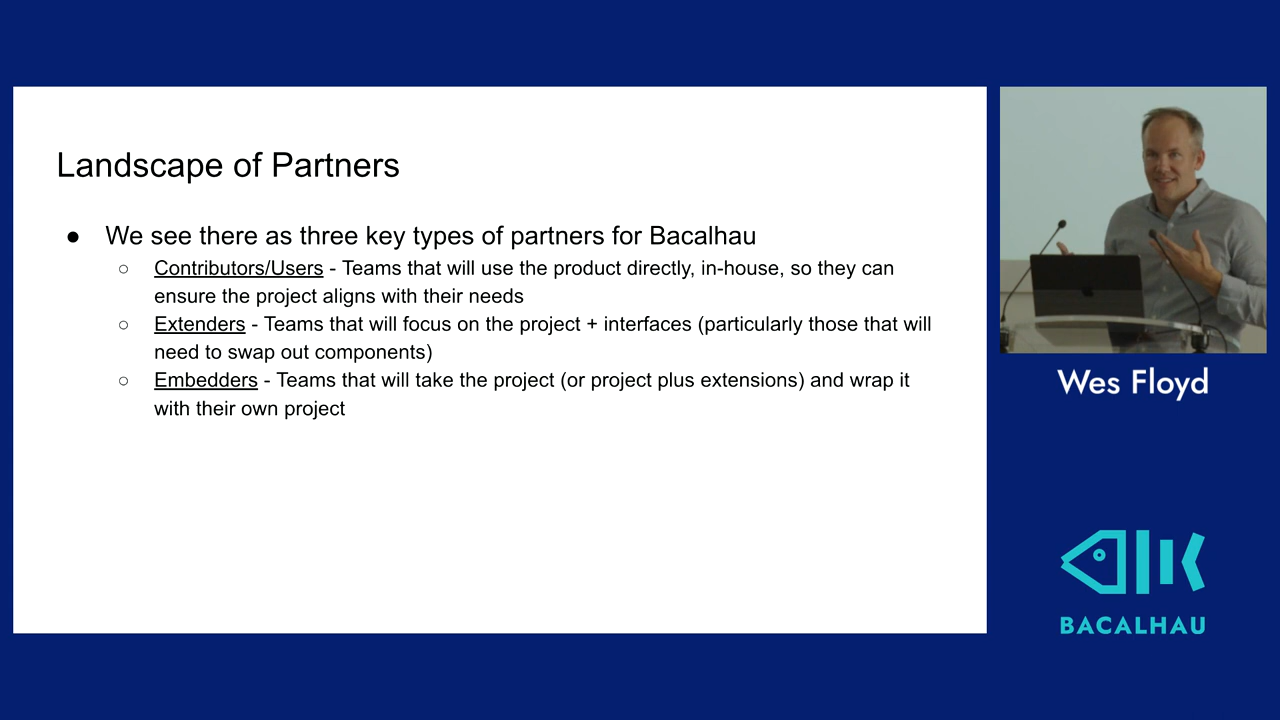 Landscape of Partners
● We see there as three key types of partners for Bacalhau
○ Contributors/Users - Teams that will use the product directly, in-house, so they can
ensure the project aligns with their needs
○ Extenders - Teams that will focus on the project + interfaces (particularly those that will
need to swap out components)
○ Embedders - Teams that will take the project (or project plus extensions) and wrap it
with their own project
Wes Floyd
BACALHAU